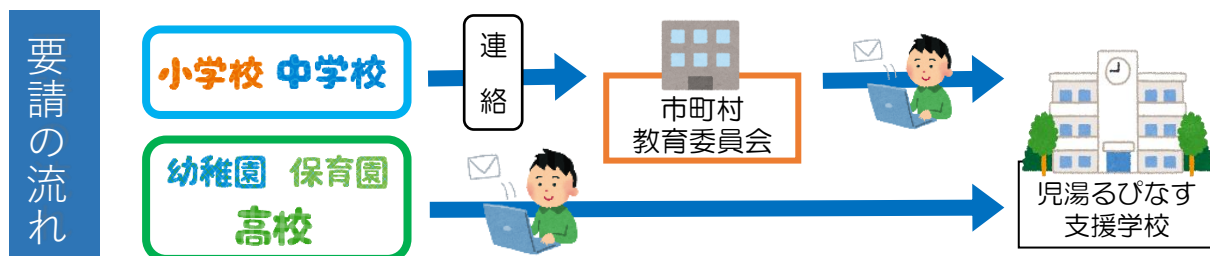 要請の流れ
小学校 中学校
連絡
市町村
教育委員会
幼稚園 保育園
高校
児湯るぴなす
支援学校